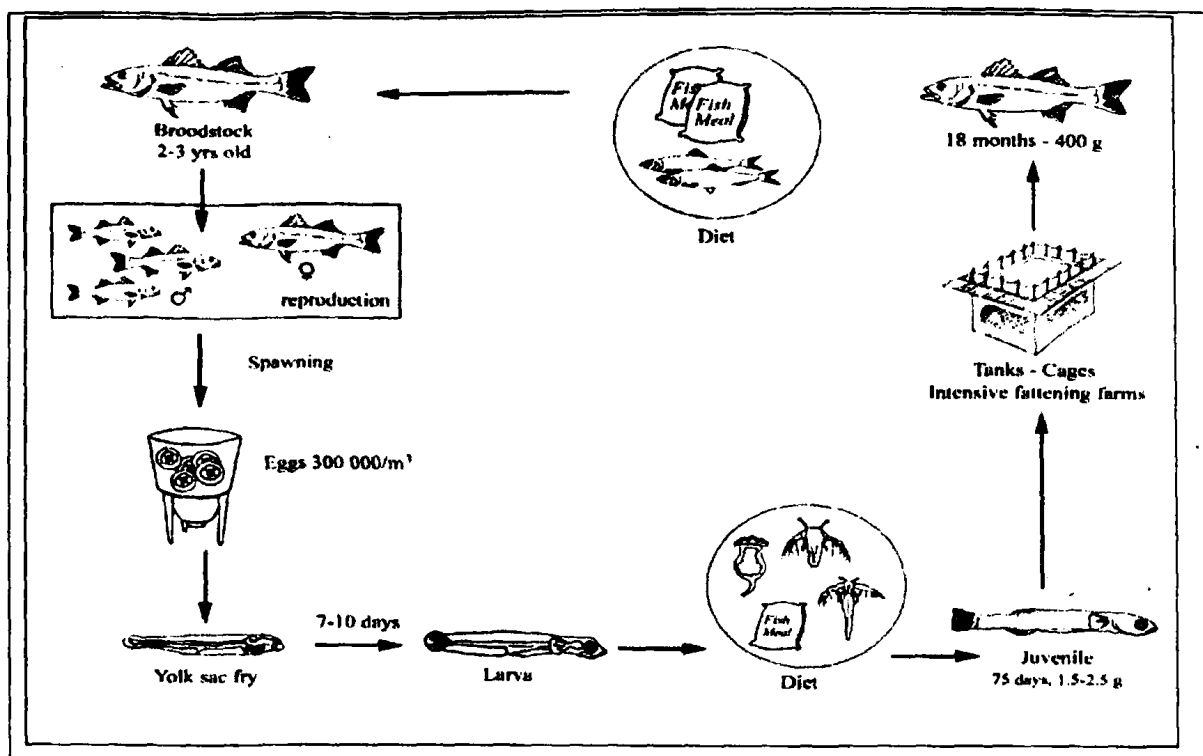 Broodstock
2-3 yrs old
Fish
Meal
Fish
Meal
Diet
18 months - 400 g
♂
♀
reproduction
Spawning
Tanks - Cages
Intensive fattening farms
Eggs 300 000/m³
7-10 days
Yolk sac fry
Larva
Fish
Meal
Diet
Juvenile
75 days, 1.5-2.5 g